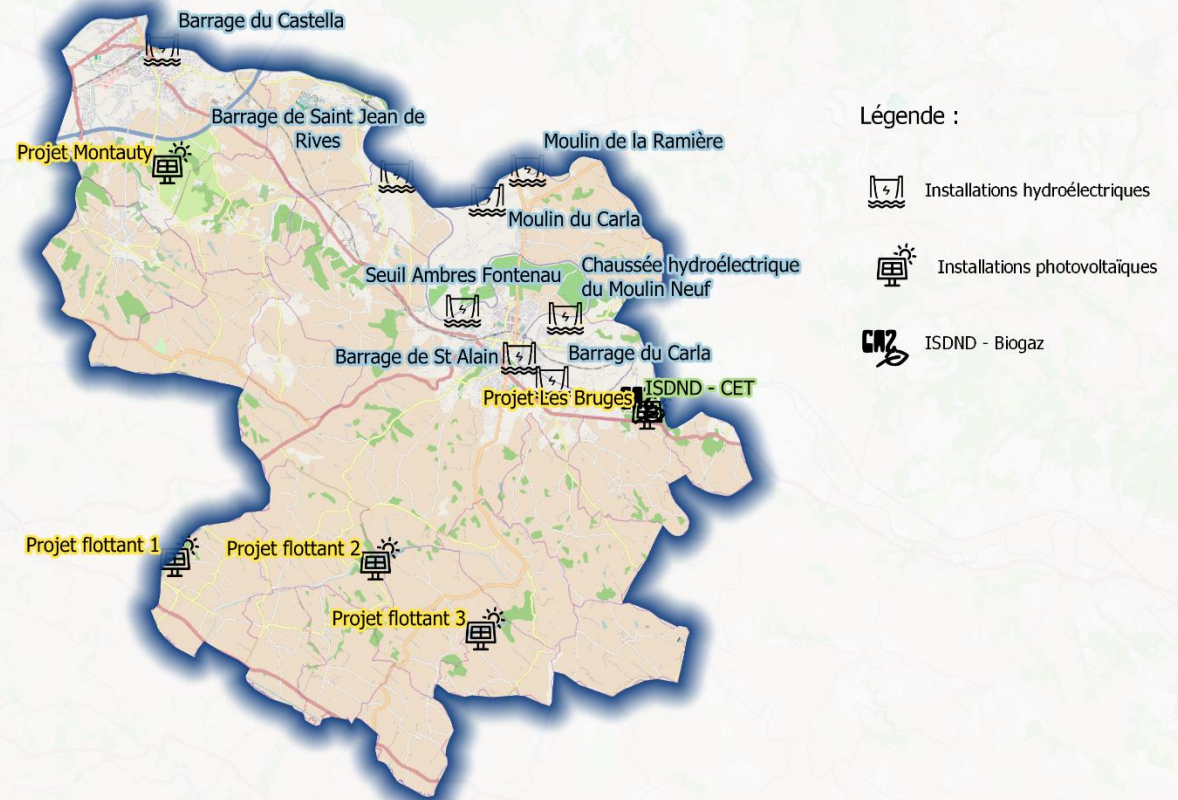 Barrage du Castella
Barrage de Saint Jean de
Rives
Projet Montauty
Moulin de la Ramière
Moulin du Carla
Seuil Ambres Fontenau
Chaussée hydroélectrique
du Moulin Neuf
Barrage de St Alain
Barrage du Carla
Projet Les Bruges
ISDND - CET
Projet flottant 1
Projet flottant 2
Projet flottant 3
Légende :
Installations hydroélectriques
Installations photovoltaïques
GAZ
ISDND - Biogaz